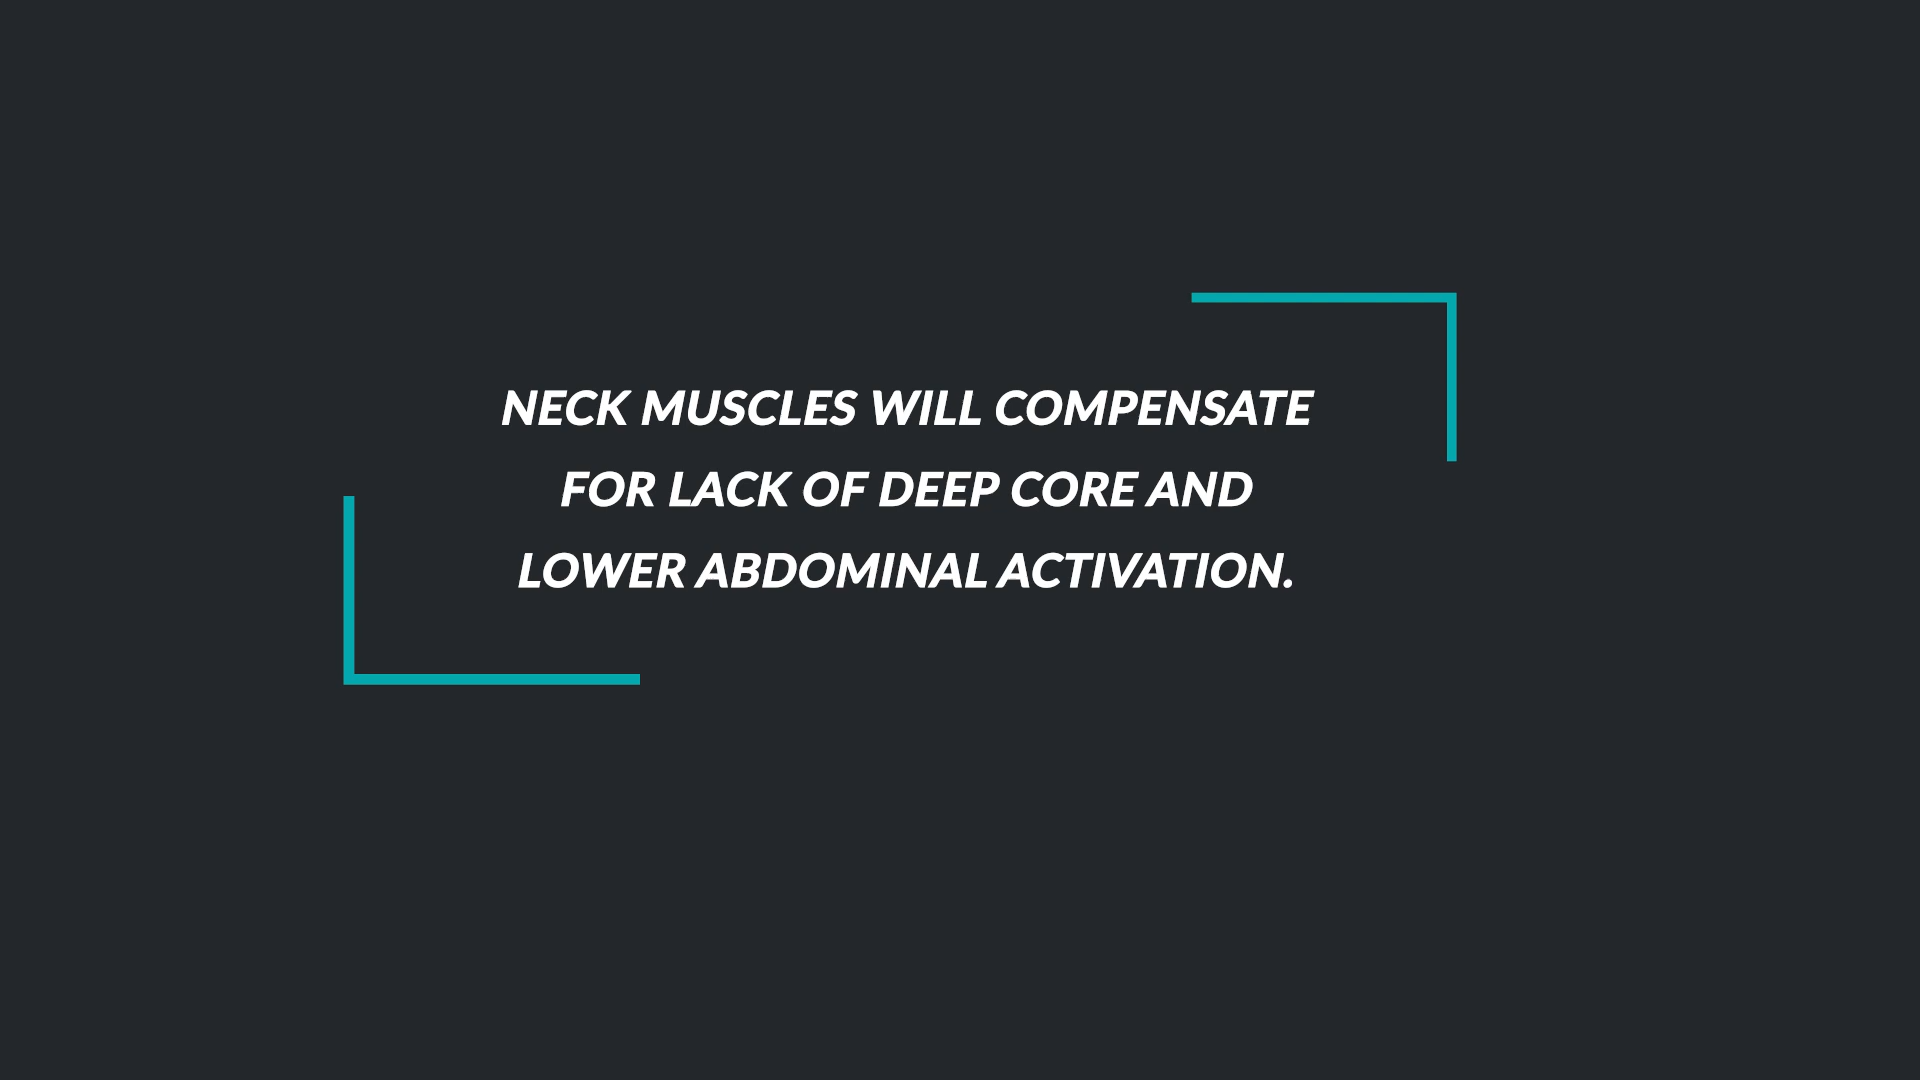 NECK MUSCLES WILL COMPENSATE
FOR LACK OF DEEP CORE AND
LOWER ABDOMINAL ACTIVATION.